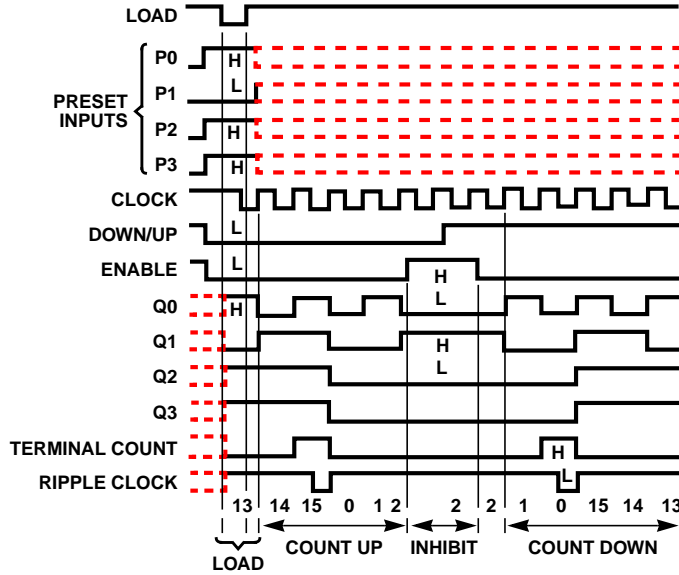 LOAD
P0 H
PRESET INPUTS
P1 L
P2 H
P3 H
CLOCK
DOWN/UP L
ENABLE L H
Q0 H L
Q1 H
Q2 L
Q3
TERMINAL COUNT H
RIPPLE CLOCK L
13 14 15 0 1 2 2 2 1 0 15 14 13
COUNT UP INHIBIT COUNT DOWN
LOAD